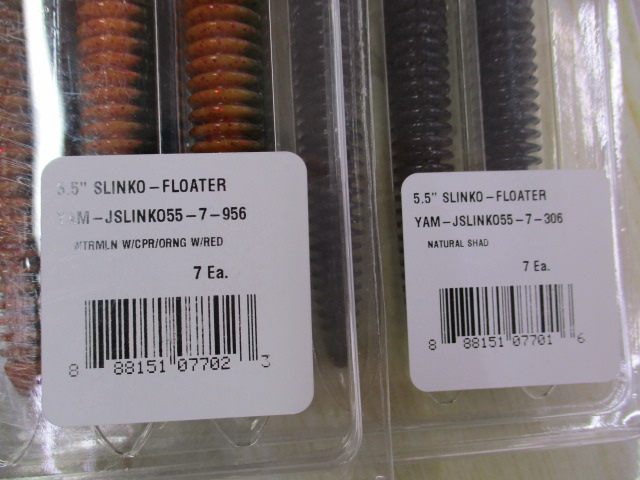 5.5" SLINKO-FLOATER
YAM-JSLINKO55-7-956
WTRMLN W/CPR/ORNG W/RED
7 Ea.
8 88151 07702 3
5.5" SLINKO-FLOATER
YAM-JSLINKO55-7-306
NATURAL SHAD
7 Ea.
8 88151 07701 6